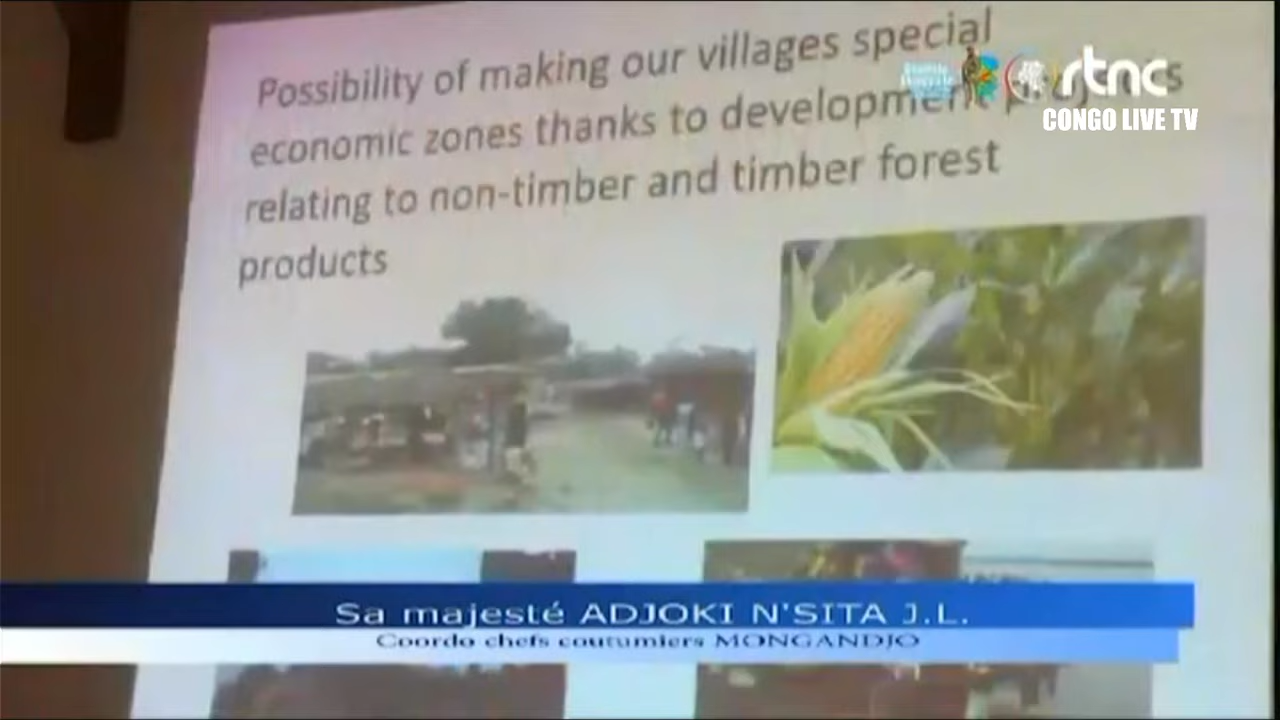 Possibility of making our villages special
economic zones thanks to development projects
relating to non-timber and timber forest
products
rtnc
CONGO LIVE TV
Sa majesté ADJOKI N'SITA J.L.
Coordo chefs coutumiers MONGANDJO